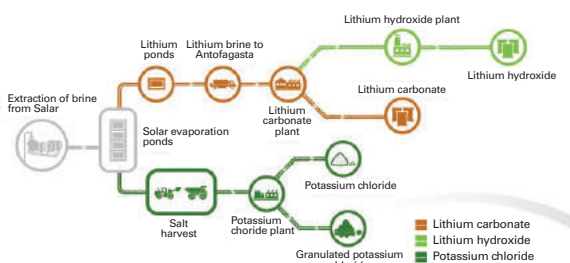 Lithium hydroxide plant
Lithium
ponds
Lithium brine to
Antofagasta
Lithium hydroxide
Extraction of brine
from Salar
Lithium carbonate
Lithium
carbonate
plant
Solar evaporation
ponds
Potassium chloride
Salt
harvest
Potassium
choride plant
Granulated potassium
Lithium carbonate
Lithium hydroxide
Potassium chloride